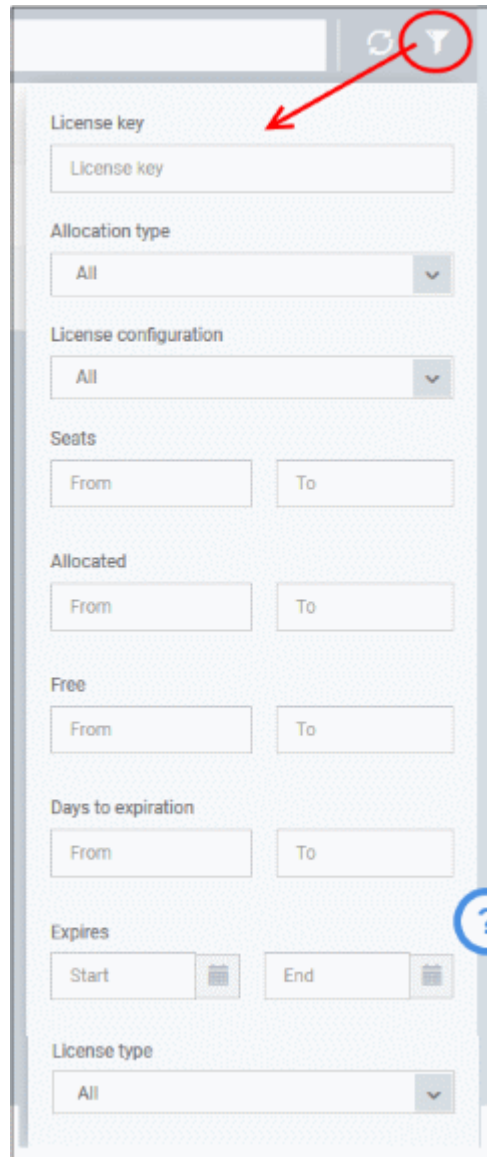 License key
License key
Allocation type
All
License configuration
All
Seats
From To
Allocated
From To
Free
From To
Days to expiration
From To
?
Expires
Start End
License type
All